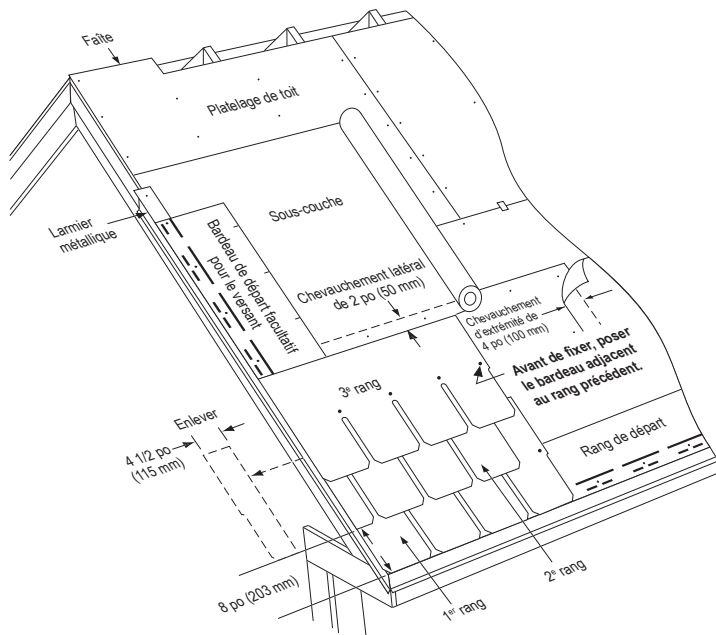 Faîte
Platelage de toit
Sous-couche
Larmier
métallique
Bardeau de départ facultatif
pour le versant
Chevauchement latéral
de 2 po (50 mm)
Chevauchement
d'extrémité de
4 po (100 mm)
Avant de fixer, poser
le bardeau adjacent
au rang précédent.
3e rang
Enlever
4 1/2 po
(115 mm)
Rang de départ
8 po (203 mm)
1er rang
2e rang